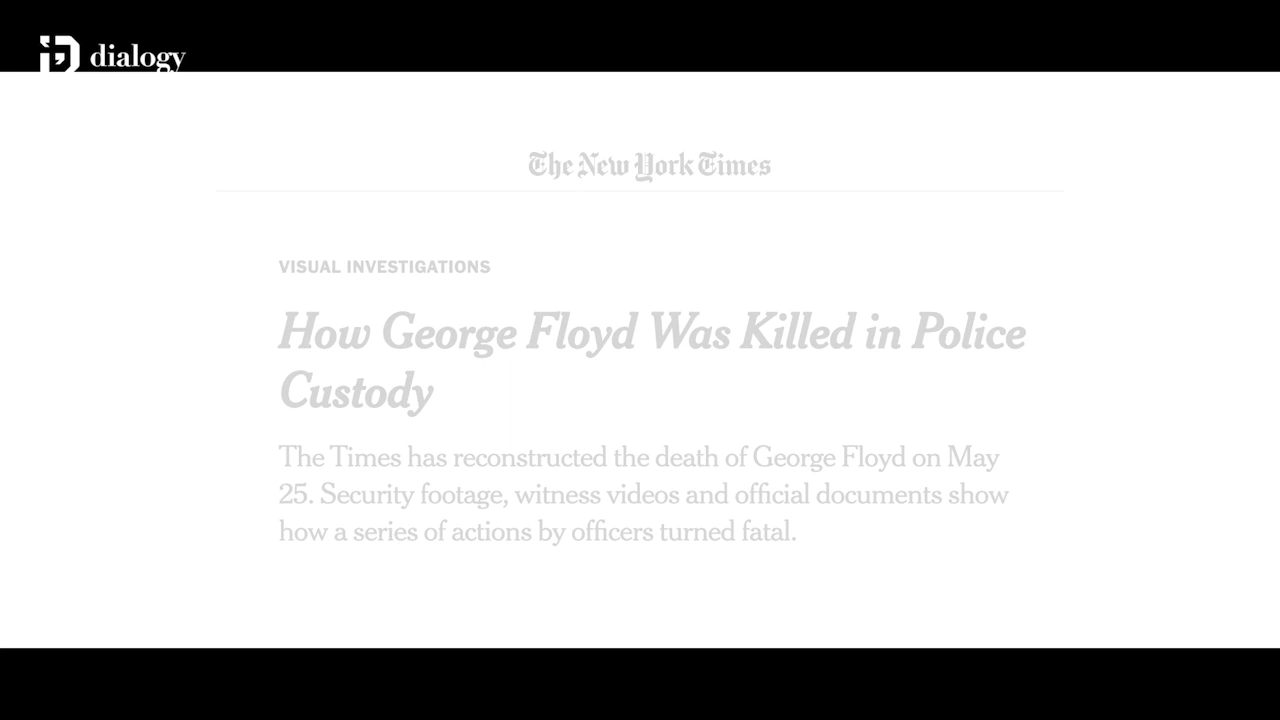 dialogy
The New York Times
VISUAL INVESTIGATIONS
How George Floyd Was Killed in Police
Custody
The Times has reconstructed the death of George Floyd on May
25. Security footage, witness videos and official documents show
how a series of actions by officers turned fatal.